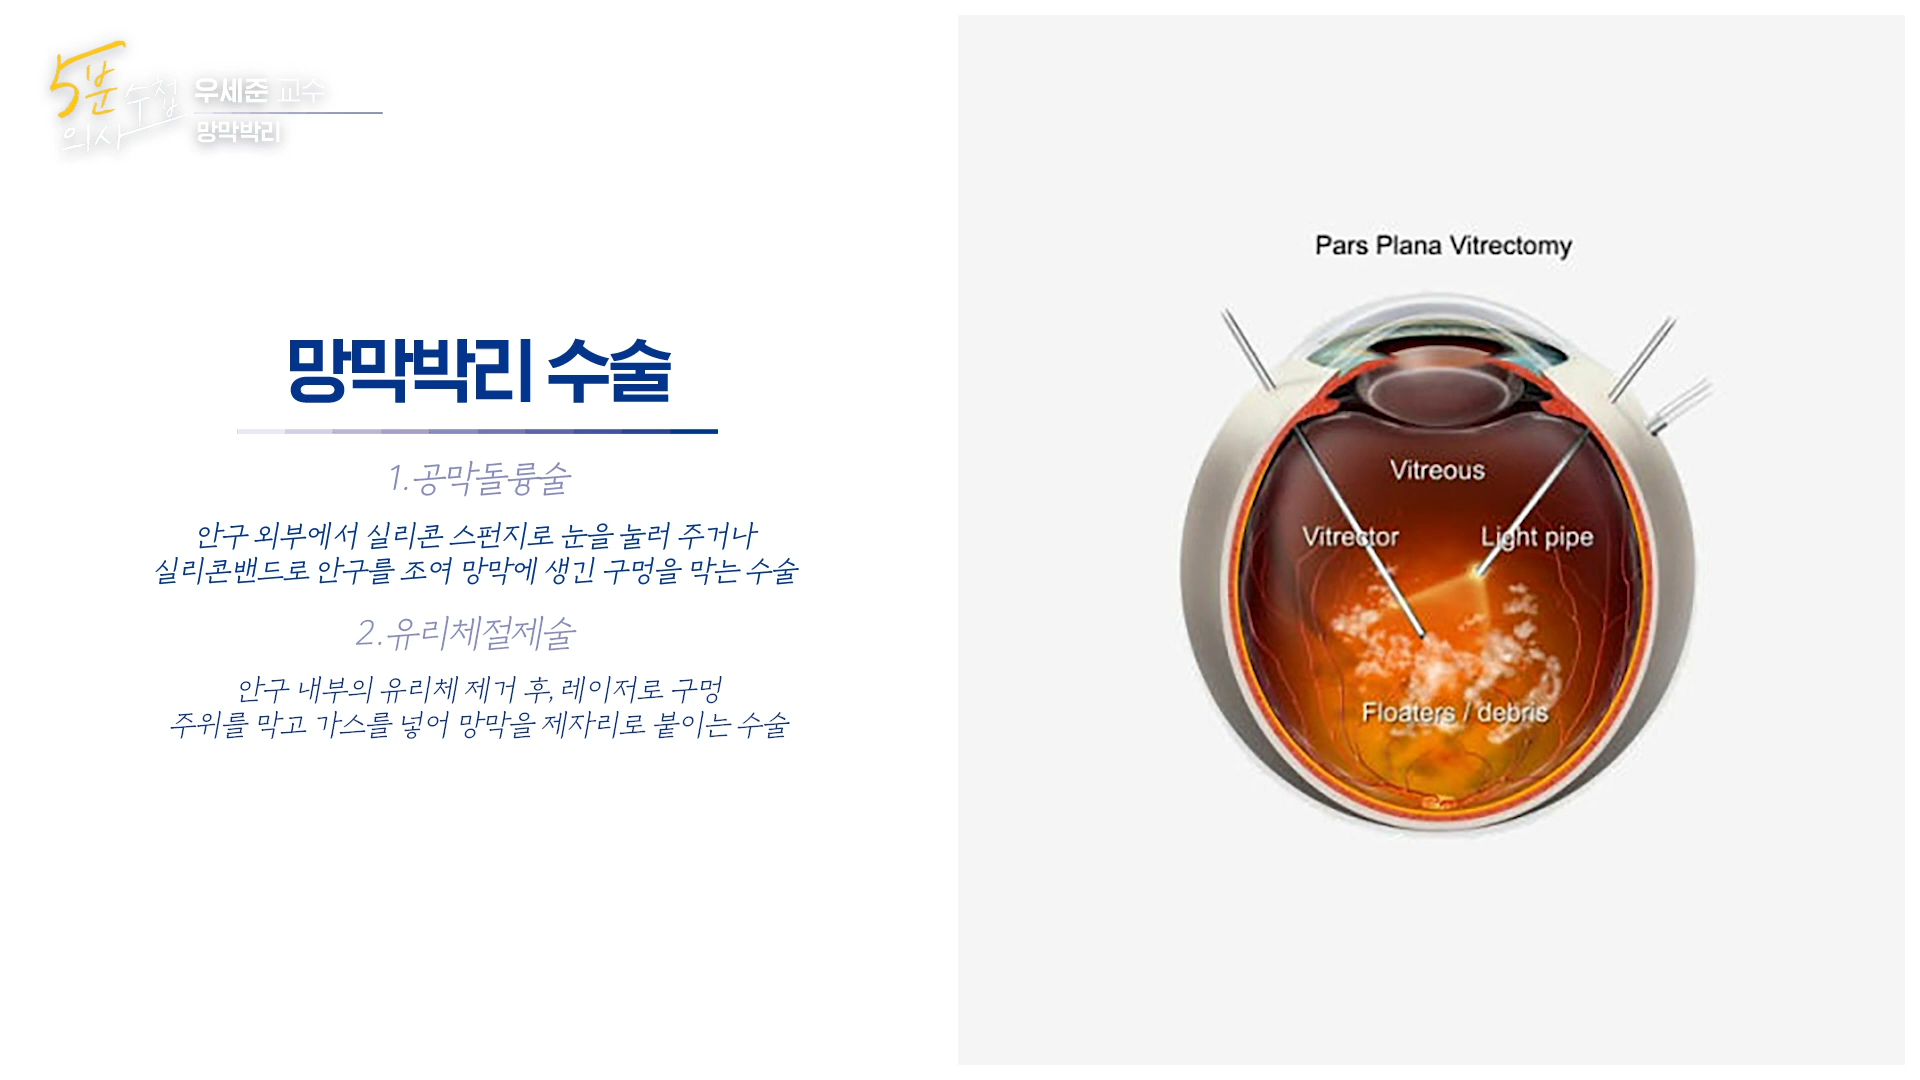 5분
의사수첩
우세준 교수
망막박리
망막박리 수술
1.공막돌륭술
안구 외부에서 실리콘 스펀지로 눈을 눌러 주거나
실리콘밴드로 안구를 조여 망막에 생긴 구멍을 막는 수술
2.유리체절제술
안구 내부의 유리체 제거 후, 레이저로 구멍
주위를 막고 가스를 넣어 망막을 제자리로 붙이는 수술
Pars Plana Vitrectomy
Vitreous
Vitrector
Light pipe
Floaters / debris